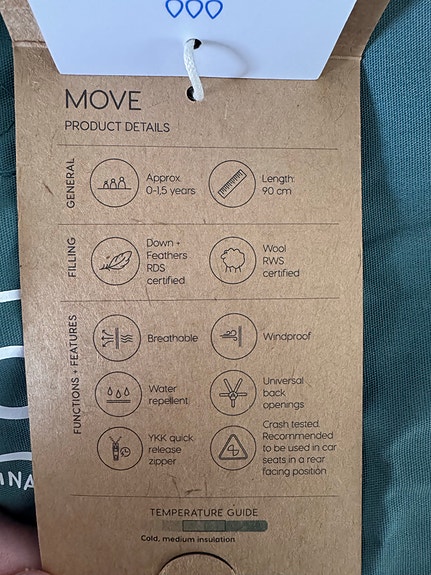 MOVE
PRODUCT DETAILS
GENERAL
Approx.
0-1,5 years
Length:
90 cm
FILLING
Down +
Feathers
RDS
certified
Wool
RWS
certified
FUNCTIONS + FEATURES
Breathable
Windproof
Water
repellent
Universal
back
openings
YKK quick
release
zipper
Crash tested.
Recommended
to be used in car
seats in a rear
facing position
TEMPERATURE GUIDE
Cold, medium insulation